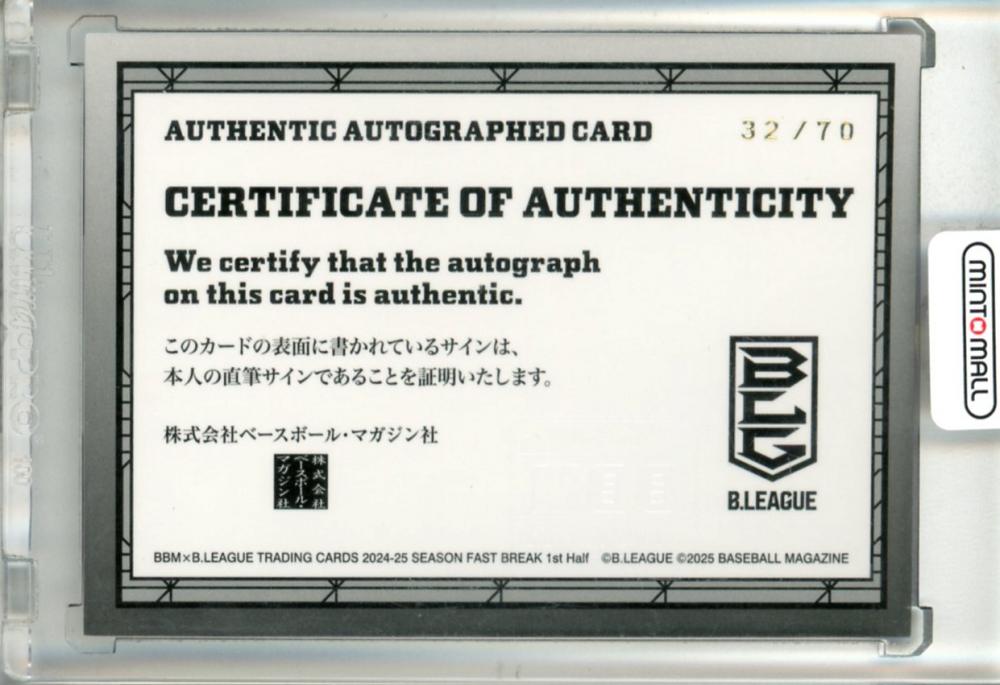 AUTHENTIC AUTOGRAPHED CARD 32/70
CERTIFICATE OF AUTHENTICITY
We certify that the autograph
on this card is authentic.
このカードの表面に書かれているサインは、
本人の直筆サインであることを証明いたします。
株式会社ベースボール・マガジン社
株式会社
ベースボール・
マガジン社
BLG
B.LEAGUE
BBM×B.LEAGUE TRADING CARDS 2024-25 SEASON FAST BREAK 1st Half ©B.LEAGUE ©2025 BASEBALL MAGAZINE
MINT MALL